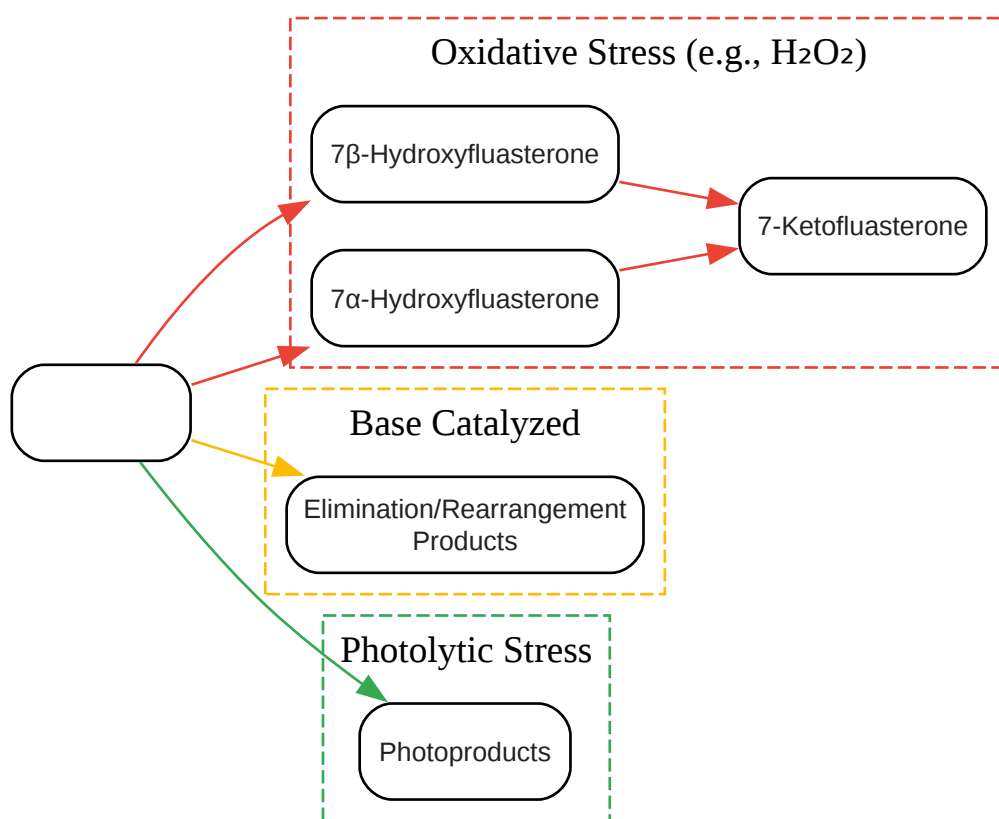 Oxidative Stress (e.g., H₂O₂)
7β-Hydroxyfluasterone
7-Ketofluasterone
7α-Hydroxyfluasterone
Base Catalyzed
Elimination/Rearrangement
Products
Photolytic Stress
Photoproducts